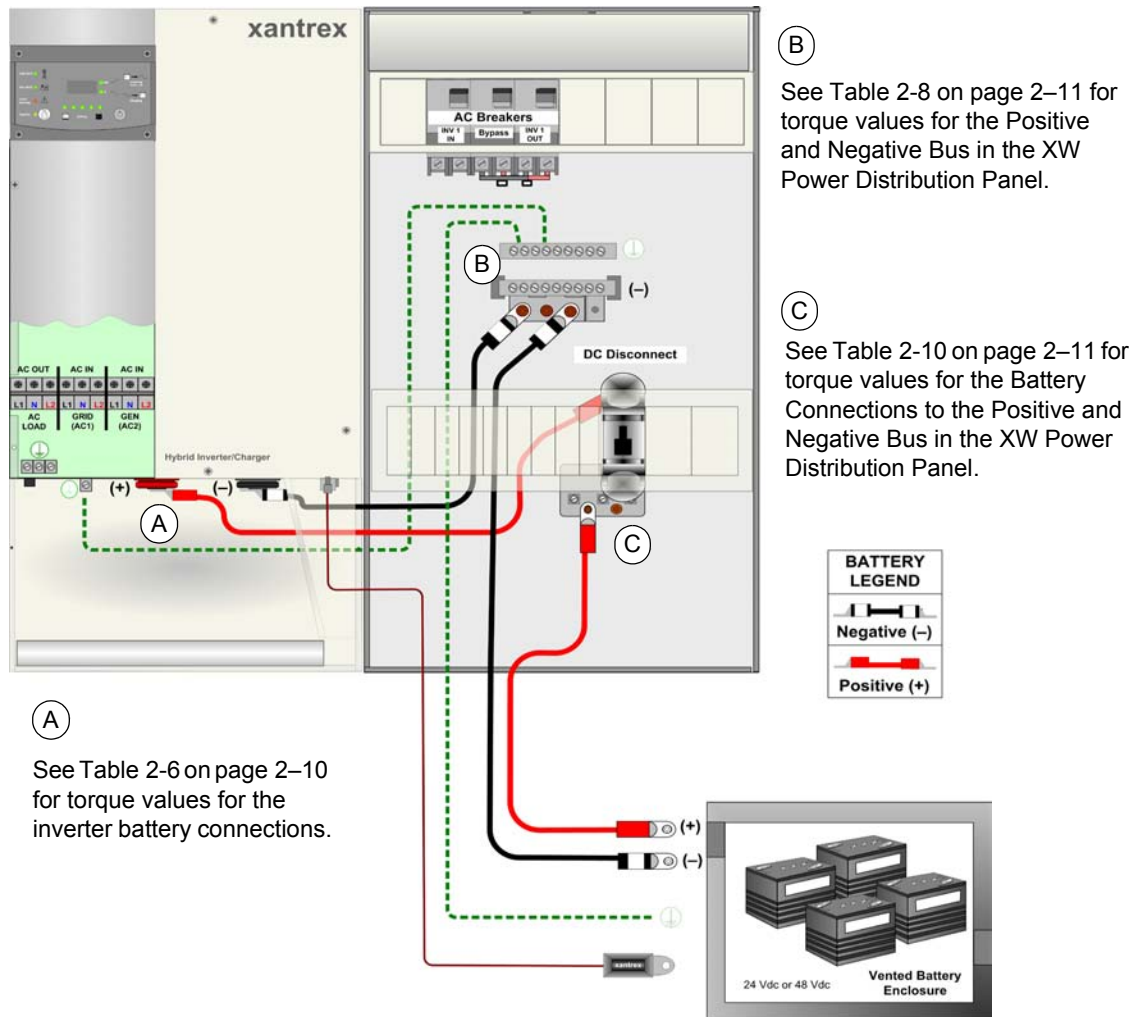 xantrex
AC Breakers
INV 1
IN
Bypass
INV 1
OUT
B
(–)
DC Disconnect
AC OUT
AC IN
AC IN
L1 N L2
L1 N L2
L1 N L2
AC
LOAD
GRID
(AC1)
GEN
(AC2)
Hybrid Inverter/Charger
(+)
(–)
A
C
B
See Table 2-8 on page 2–11 for
torque values for the Positive
and Negative Bus in the XW
Power Distribution Panel.
C
See Table 2-10 on page 2–11 for
torque values for the Battery
Connections to the Positive and
Negative Bus in the XW Power
Distribution Panel.
BATTERY
LEGEND
Negative (–)
Positive (+)
A
See Table 2-6 on page 2–10
for torque values for the
inverter battery connections.
(+)
(–)
xantrex
24 Vdc or 48 Vdc
Vented Battery
Enclosure